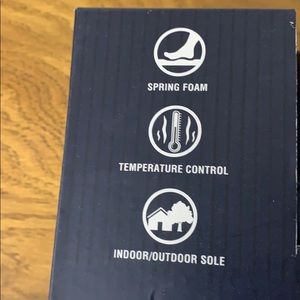 SPRING FOAM
TEMPERATURE CONTROL
INDOOR/OUTDOOR SOLE